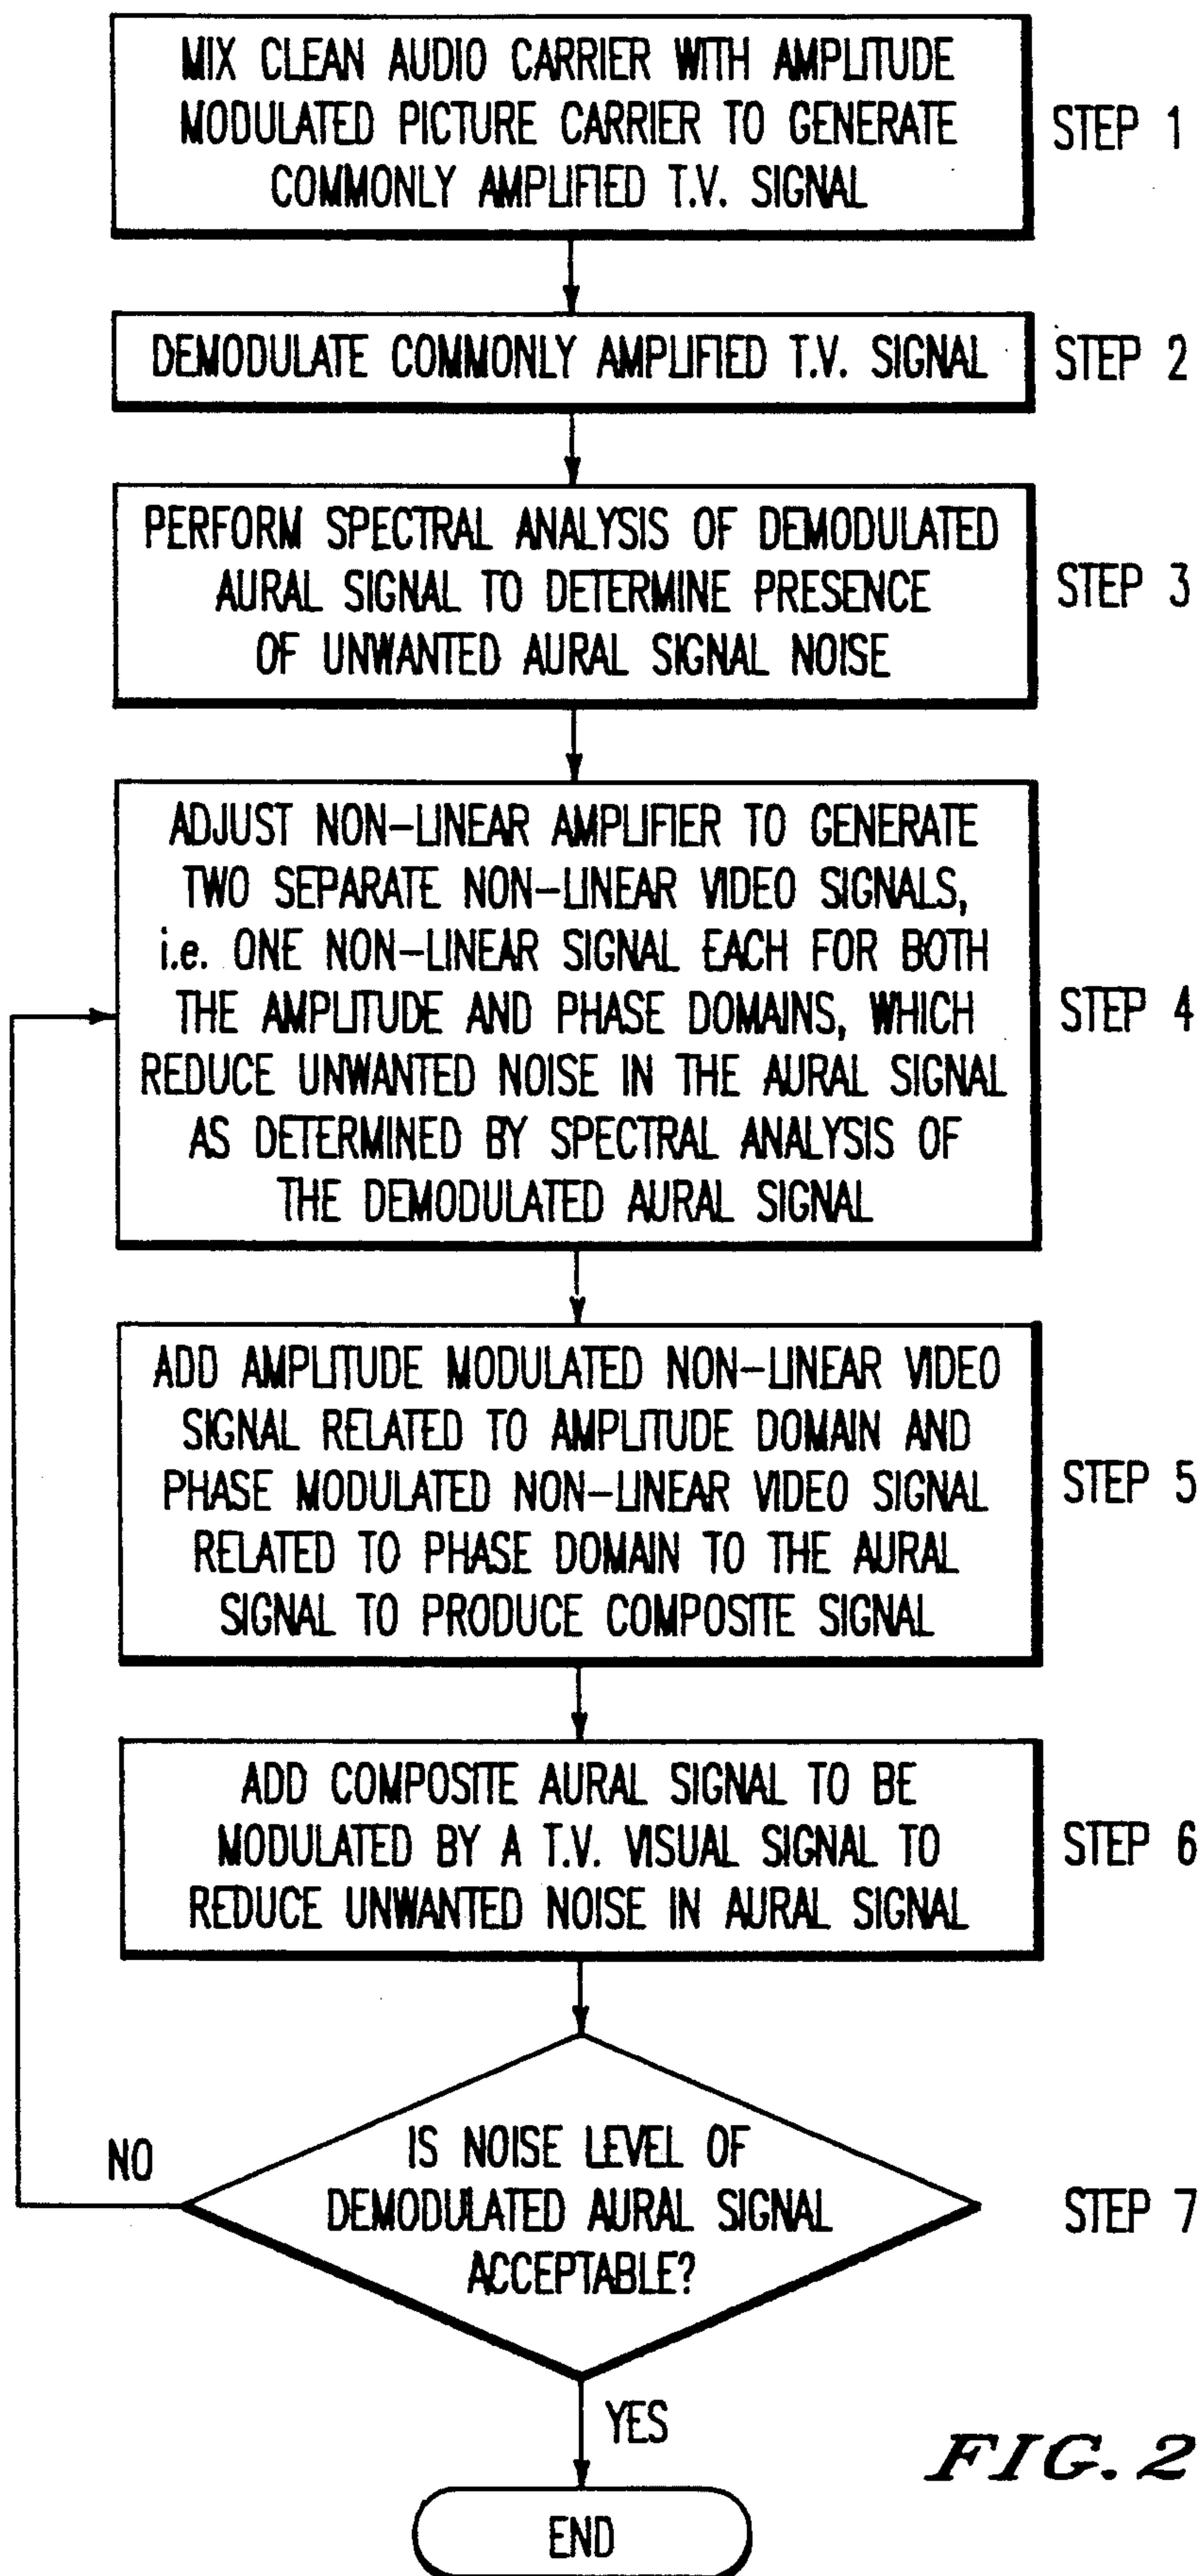 MIX CLEAN AUDIO CARRIER WITH AMPLITUDE
MODULATED PICTURE CARRIER TO GENERATE
COMMONLY AMPLIFIED T.V. SIGNAL
STEP 1
DEMODULATE COMMONLY AMPLIFIED T.V. SIGNAL
STEP 2
PERFORM SPECTRAL ANALYSIS OF DEMODULATED
AURAL SIGNAL TO DETERMINE PRESENCE
OF UNWANTED AURAL SIGNAL NOISE
STEP 3
ADJUST NON-LINEAR AMPLIFIER TO GENERATE
TWO SEPARATE NON-LINEAR VIDEO SIGNALS,
i.e. ONE NON-LINEAR SIGNAL EACH FOR BOTH
THE AMPLITUDE AND PHASE DOMAINS, WHICH
REDUCE UNWANTED NOISE IN THE AURAL SIGNAL
AS DETERMINED BY SPECTRAL ANALYSIS OF
THE DEMODULATED AURAL SIGNAL
STEP 4
ADD AMPLITUDE MODULATED NON-LINEAR VIDEO
SIGNAL RELATED TO AMPLITUDE DOMAIN AND
PHASE MODULATED NON-LINEAR VIDEO SIGNAL
RELATED TO PHASE DOMAIN TO THE AURAL
SIGNAL TO PRODUCE COMPOSITE SIGNAL
STEP 5
ADD COMPOSITE AURAL SIGNAL TO BE
MODULATED BY A T.V. VISUAL SIGNAL TO
REDUCE UNWANTED NOISE IN AURAL SIGNAL
STEP 6
NO
IS NOISE LEVEL OF
DEMODULATED AURAL SIGNAL
ACCEPTABLE?
STEP 7
YES
FIG. 2
END